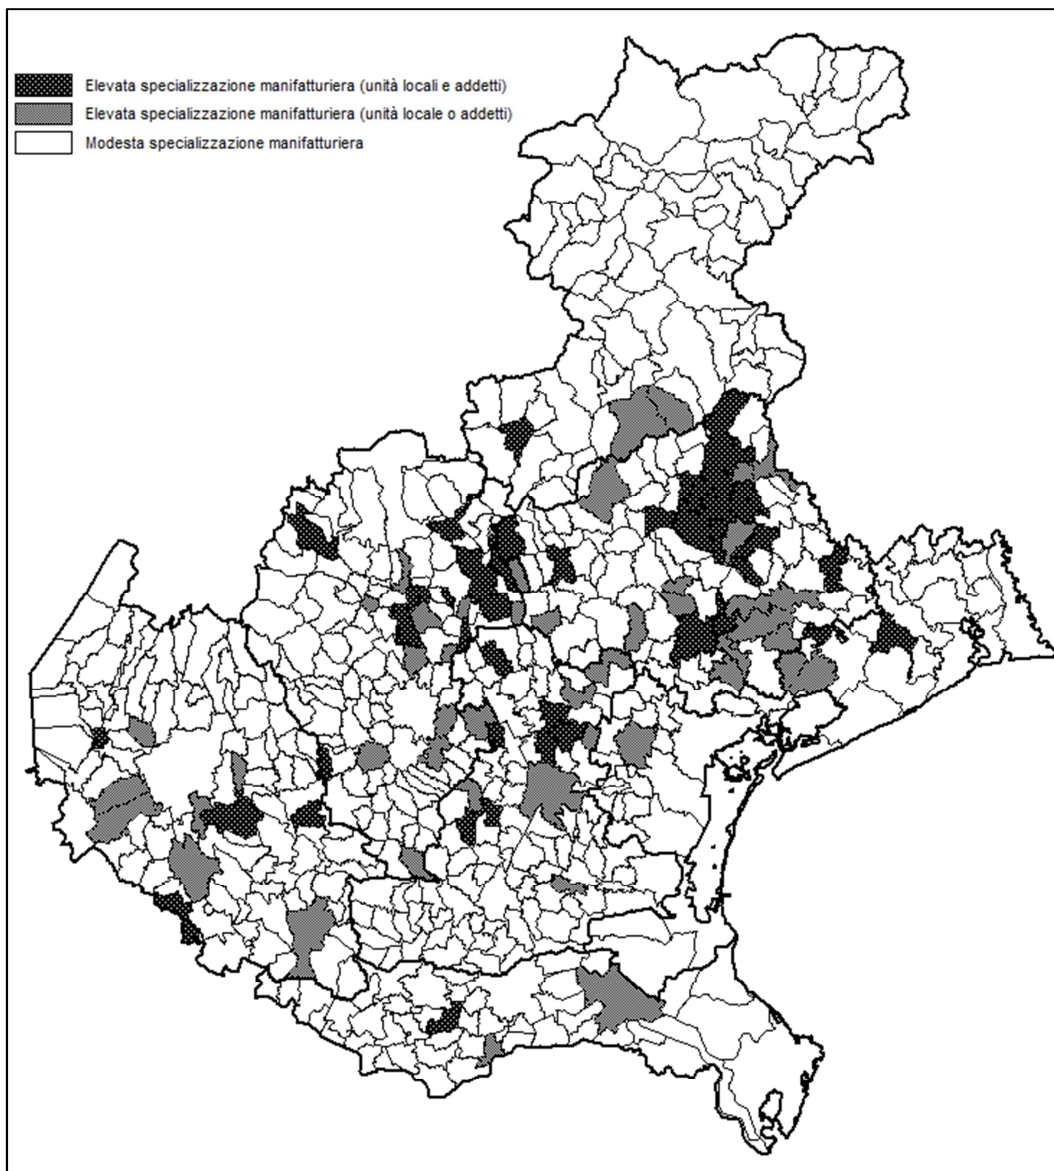 Elevata specializzazione manifatturiera (unità locali e addetti)
Elevata specializzazione manifatturiera (unità locale o addetti)
Modesta specializzazione manifatturiera